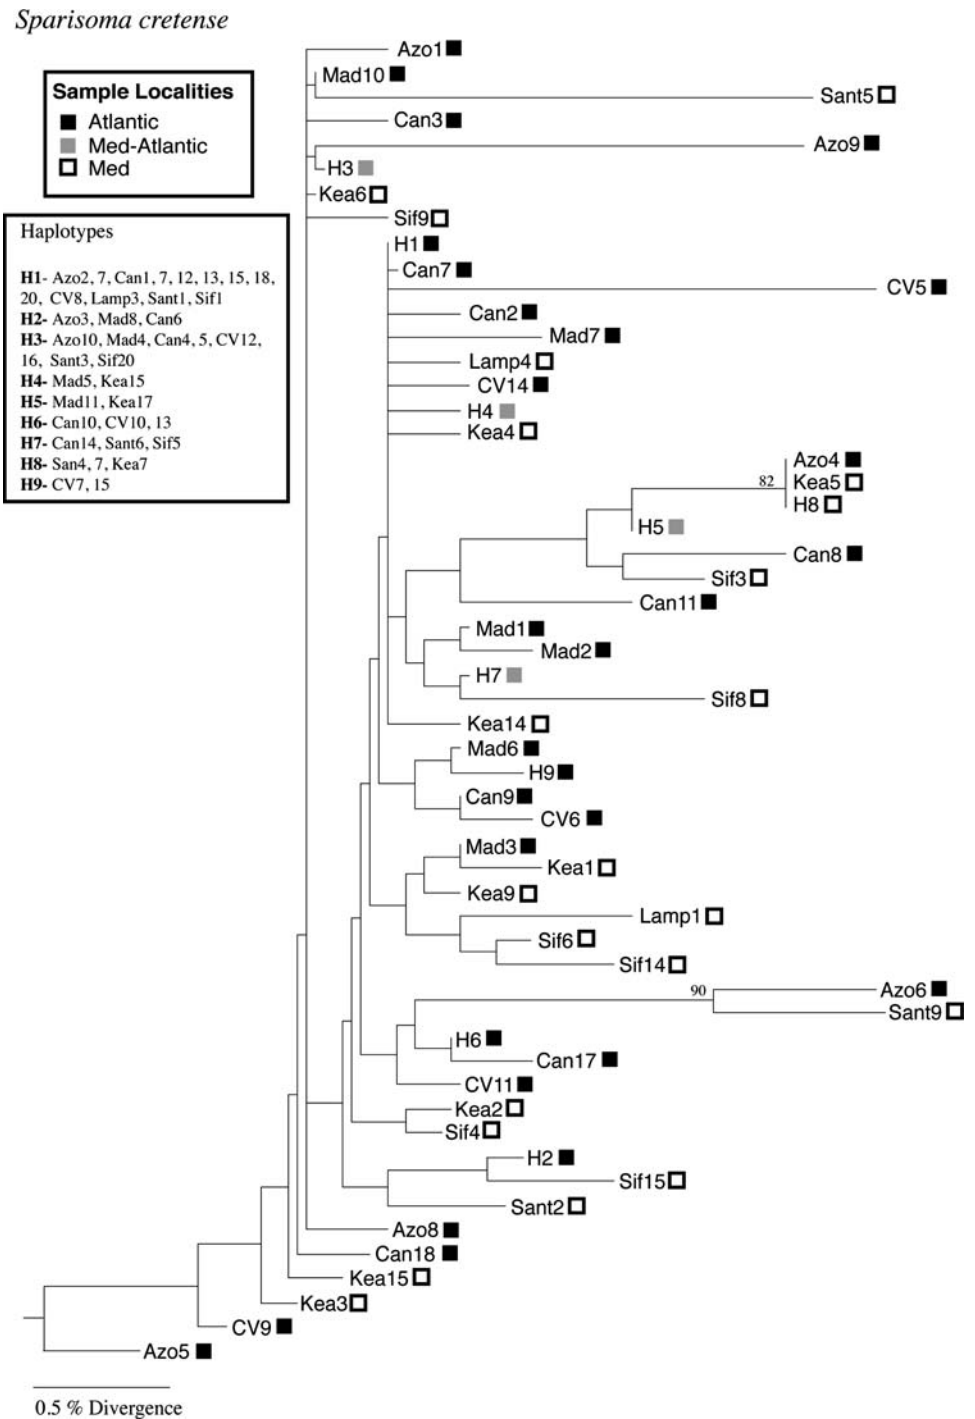 Sparisoma cretense
Sample Localities
Atlantic
Med-Atlantic
Med
Haplotypes
H1- Azo2, 7, Can1, 7, 12, 13, 15, 18,
20, CV8, Lamp3, Sant1, Sif1
H2- Azo3, Mad8, Can6
H3- Azo10, Mad4, Can4, 5, CV12,
16, Sant3, Sif20
H4- Mad5, Kea15
H5- Mad11, Kea17
H6- Can10, CV10, 13
H7- Can14, Sant6, Sif5
H8- San4, 7, Kea7
H9- CV7, 15
Azo1
Mad10
Sant5
Can3
Azo9
H3
Kea6
Sif9
H1
Can7
CV5
Can2
Mad7
Lamp4
CV14
H4
Kea4
Azo4
82
Kea5
H8
H5
Can8
Sif3
Can11
Mad1
Mad2
H7
Sif8
Kea14
Mad6
H9
Can9
CV6
Mad3
Kea1
Kea9
Lamp1
Sif6
Sif14
90
Azo6
Sant9
H6
Can17
CV11
Kea2
Sif4
H2
Sif15
Sant2
Azo8
Can18
Kea15
Kea3
CV9
Azo5
0.5 % Divergence